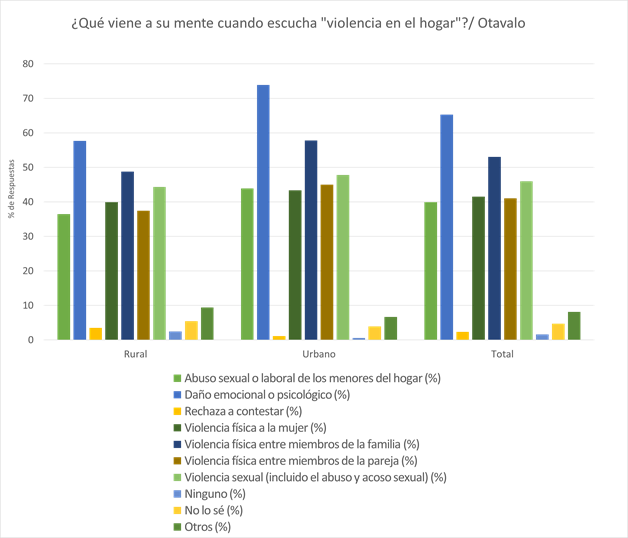 ¿Qué viene a su mente cuando escucha "violencia en el hogar"?/ Otavalo
80
70
60
50
40
30
20
10
0
% de Respuestas
Rural
Urbano
Total
Abuso sexual o laboral de los menores del hogar (%)
Daño emocional o psicológico (%)
Rechaza a contestar (%)
Violencia física a la mujer (%)
Violencia física entre miembros de la familia (%)
Violencia física entre miembros de la pareja (%)
Violencia sexual (incluido el abuso y acoso sexual) (%)
Ninguno (%)
No lo sé (%)
Otros (%)